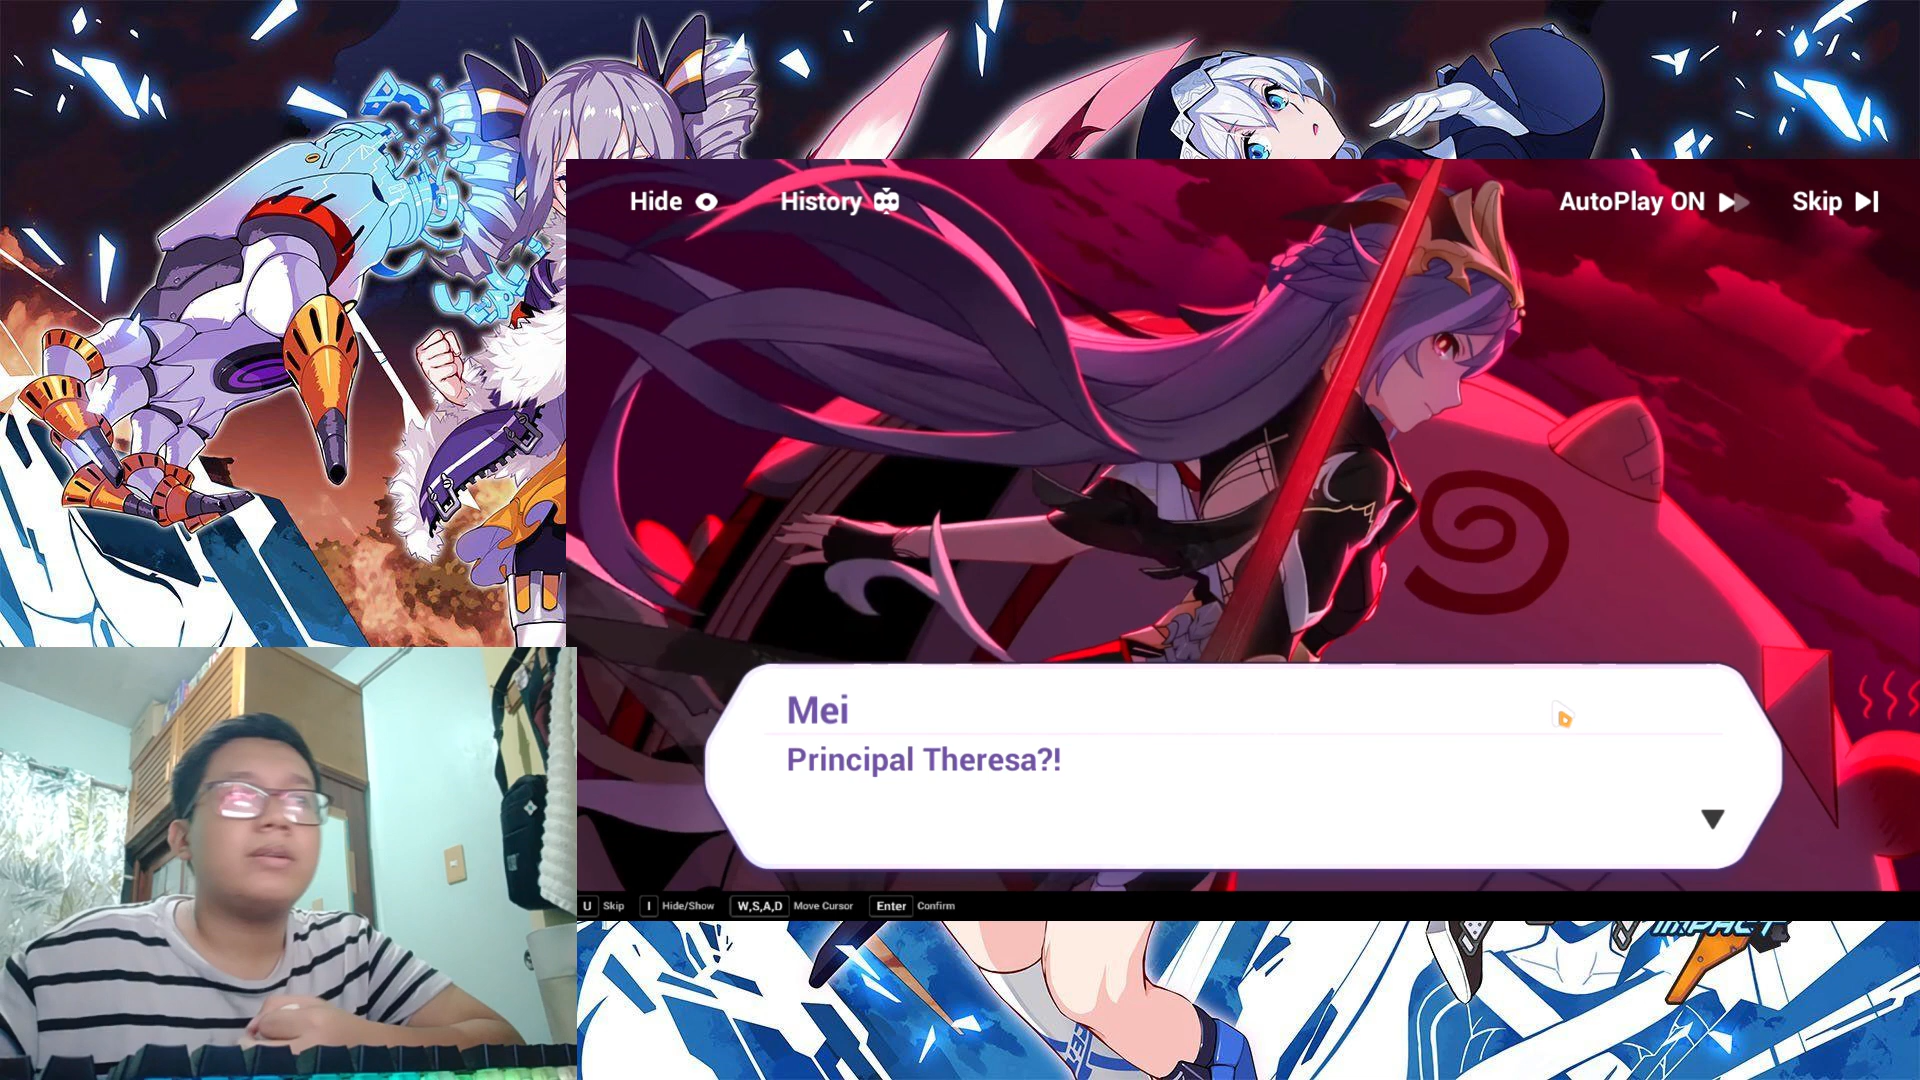 Hide
History
AutoPlay ON
Skip
Mei
Principal Theresa?!
U Skip I Hide/Show W,S,A,D Move Cursor Enter Confirm
IMPACT